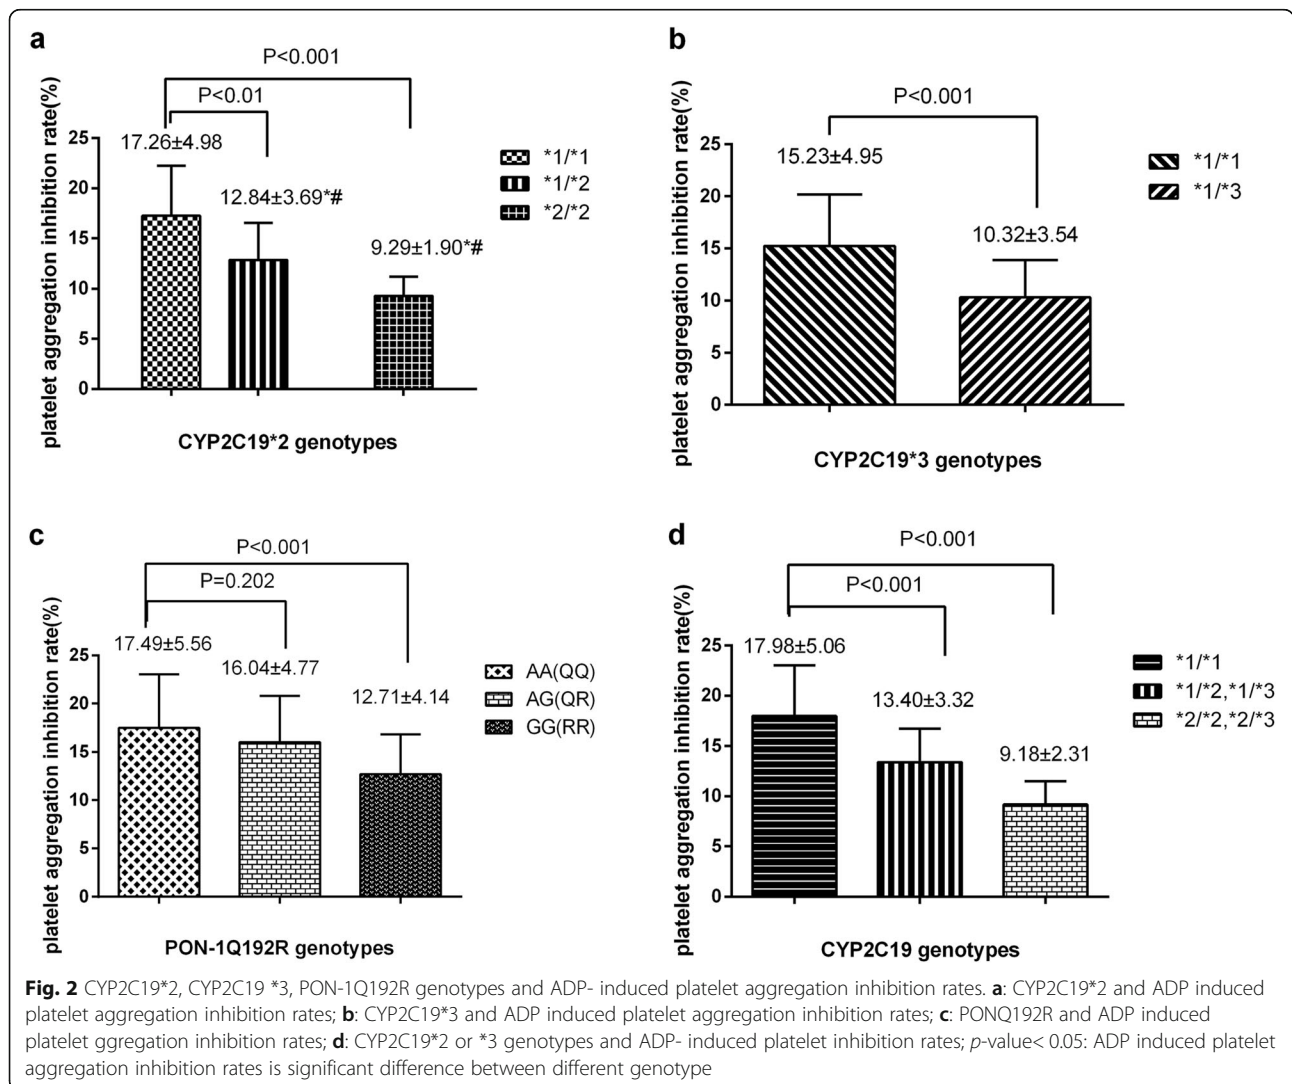 a
P<0.001
P<0.01
platelet aggregation inhibition rate(%)
25
20
15
10
5
0
17.26±4.98
12.84±3.69*#
9.29±1.90*#
*1/*1
*1/*2
*2/*2
CYP2C19*2 genotypes
b
P<0.001
platelet aggregation inhibition rate(%)
25
20
15
10
5
0
15.23±4.95
10.32±3.54
*1/*1
*1/*3
CYP2C19*3 genotypes
c
P<0.001
P=0.202
platelet aggregation inhibition rate(%)
25
20
15
10
5
0
17.49±5.56
16.04±4.77
12.71±4.14
AA(QQ)
AG(QR)
GG(RR)
PON-1Q192R genotypes
d
P<0.001
P<0.001
platelet aggregation inhibition rate(%)
25
20
15
10
5
0
17.98±5.06
13.40±3.32
9.18±2.31
*1/*1
*1/*2,*1/*3
*2/*2,*2/*3
CYP2C19 genotypes
Fig. 2 CYP2C19*2, CYP2C19 *3, PON-1Q192R genotypes and ADP- induced platelet aggregation inhibition rates. a: CYP2C19*2 and ADP induced
platelet aggregation inhibition rates; b: CYP2C19*3 and ADP induced platelet aggregation inhibition rates; c: PONQ192R and ADP induced
platelet ggregation inhibition rates; d: CYP2C19*2 or *3 genotypes and ADP- induced platelet inhibition rates; p-value< 0.05: ADP induced platelet
aggregation inhibition rates is significant difference between different genotype